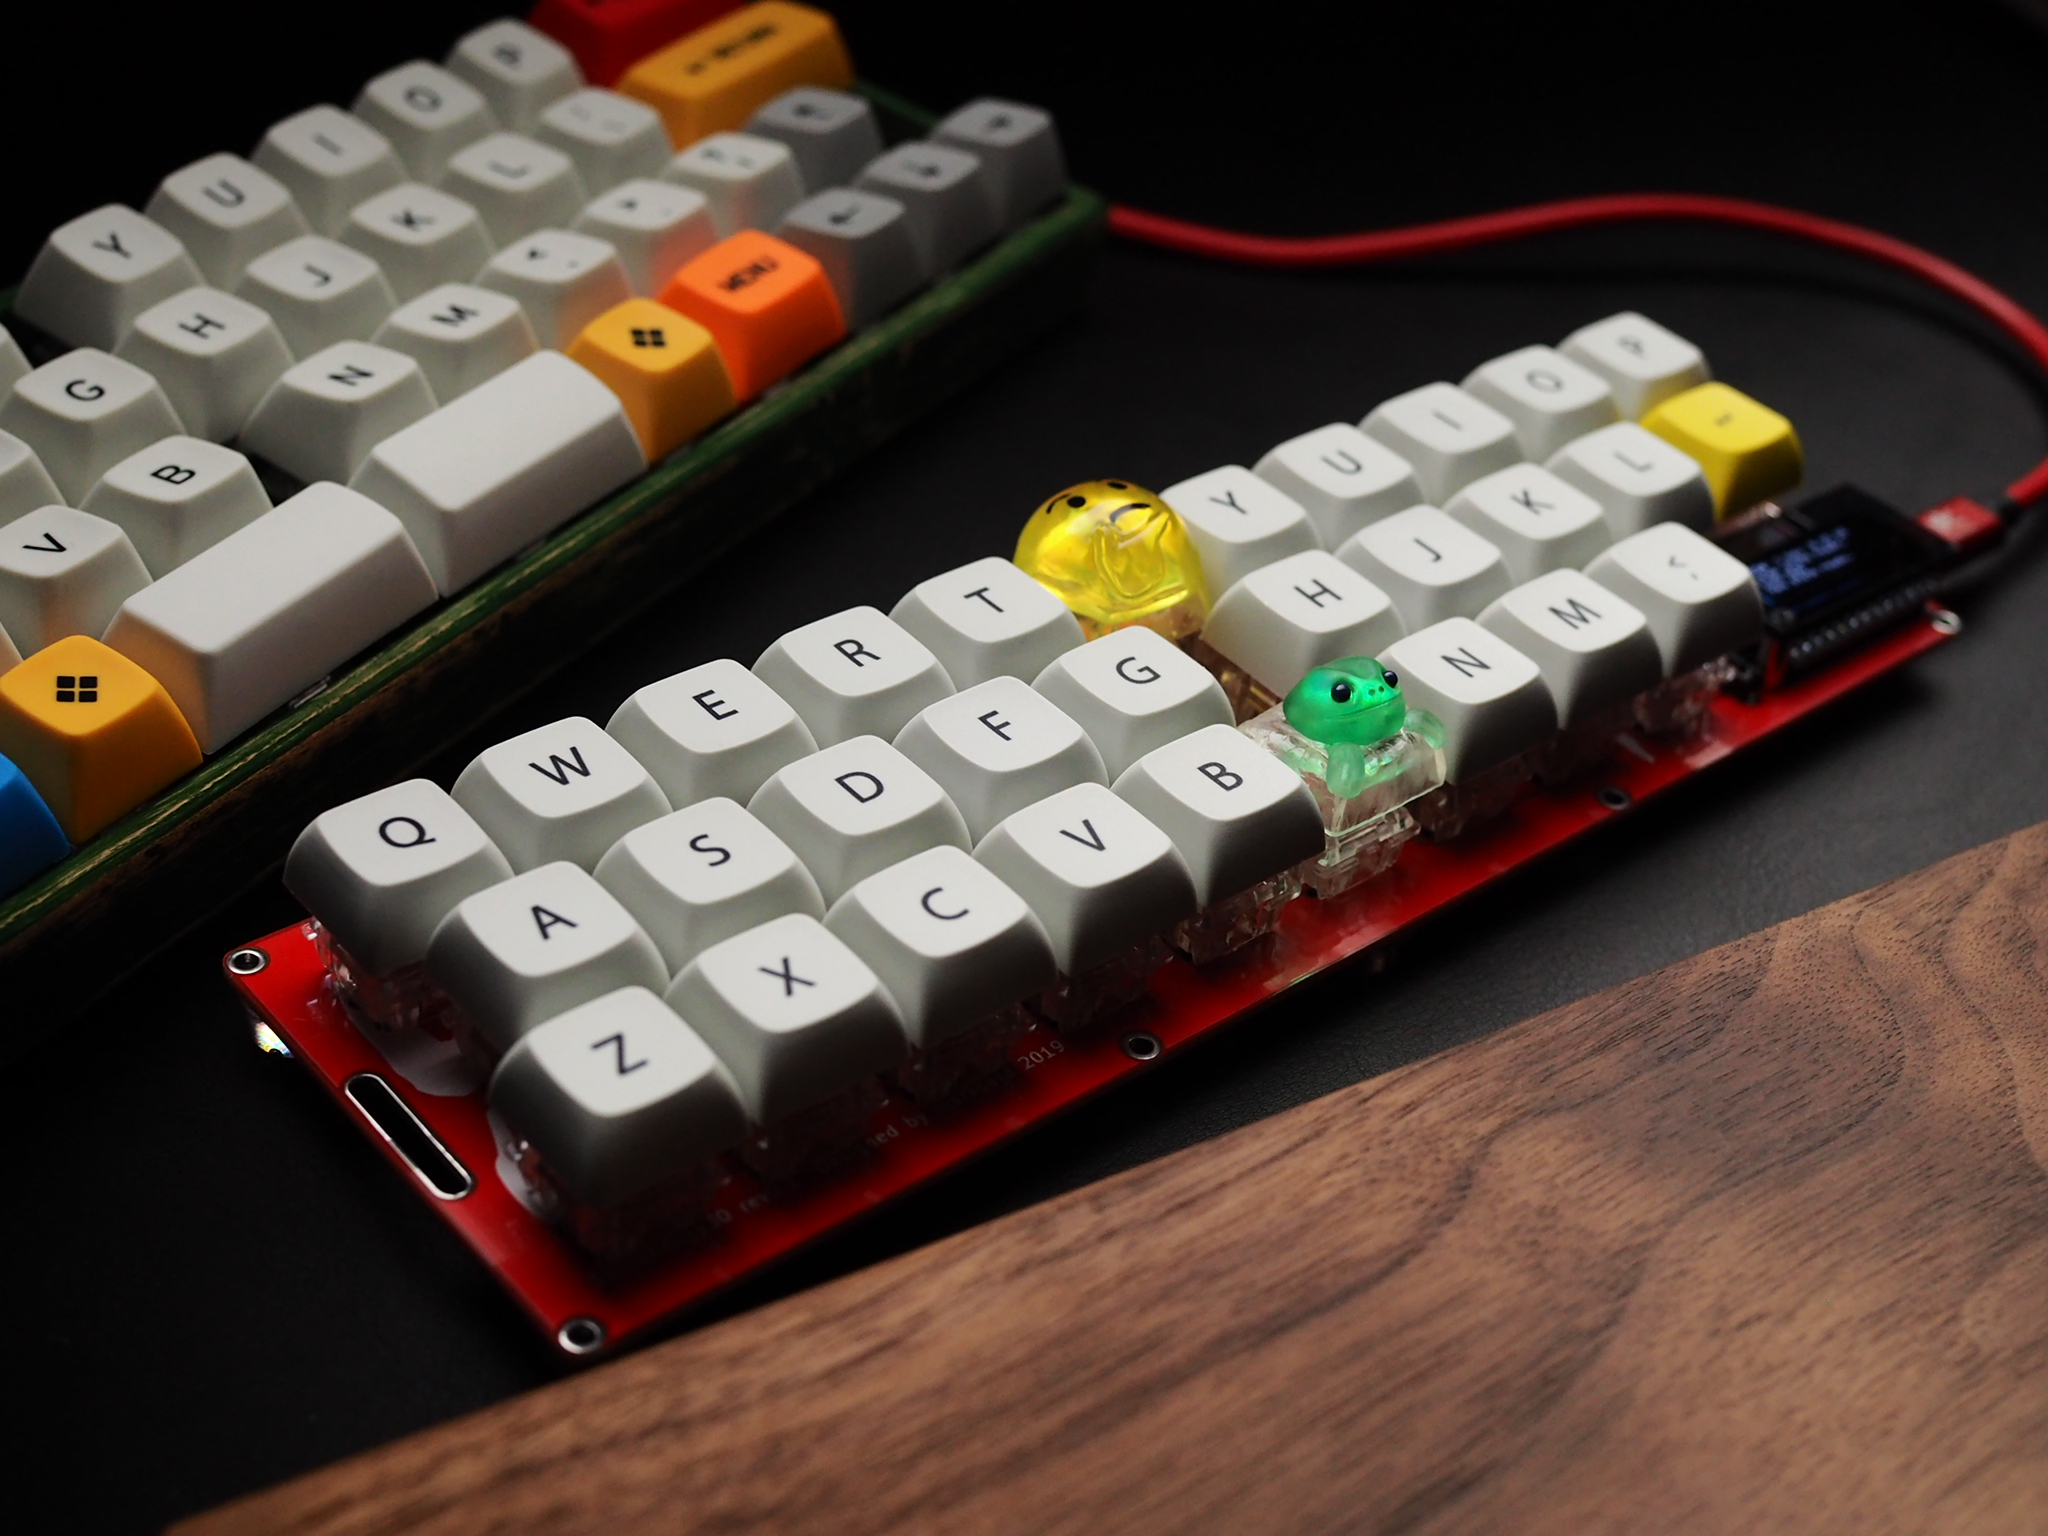 Y U I O P
G H J K L
V B N M
MENU
Q W E R T Y U I O P
A S D F G H J K L
Z X C V B N M
2019